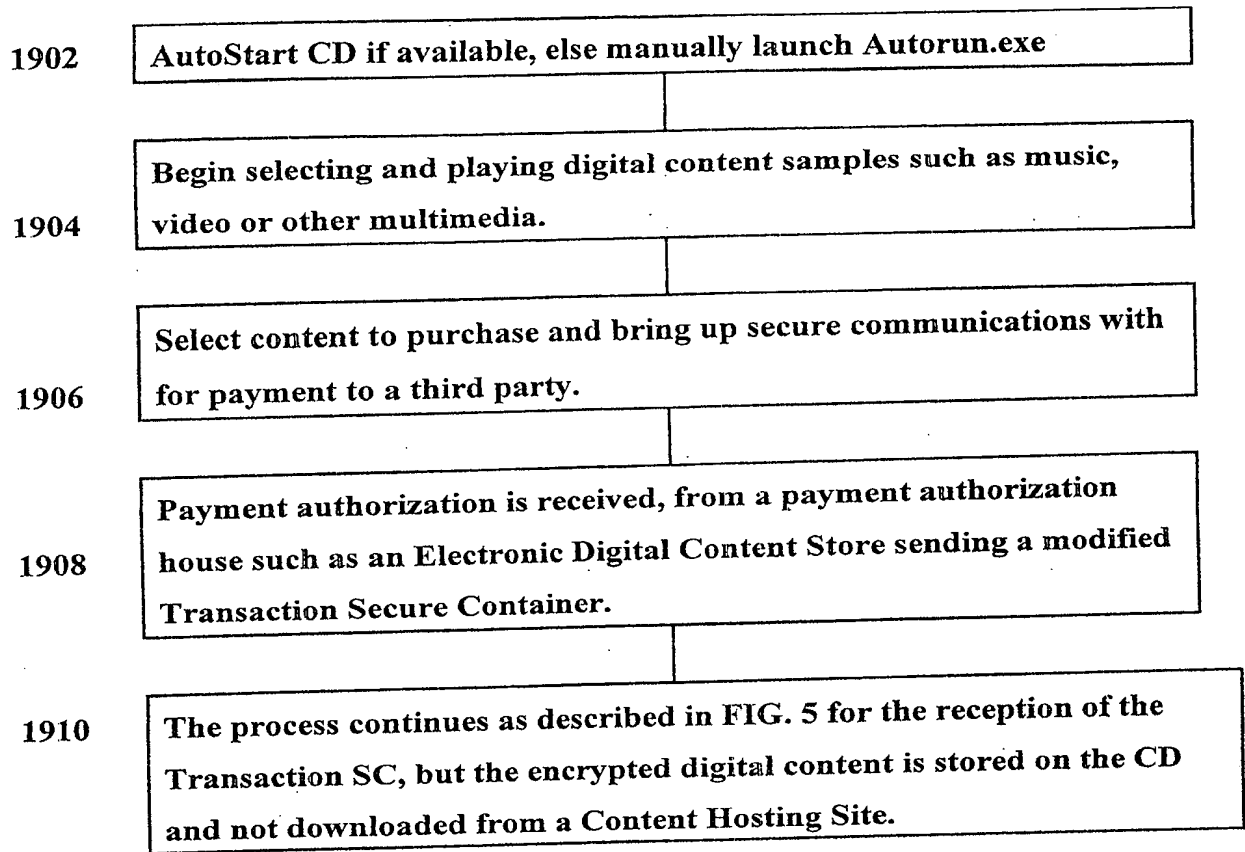 1902 AutoStart CD if available, else manually launch Autorun.exe
Begin selecting and playing digital content samples such as music,
1904 video or other multimedia.
Select content to purchase and bring up secure communications with
1906 for payment to a third party.
Payment authorization is received, from a payment authorization
1908 house such as an Electronic Digital Content Store sending a modified
Transaction Secure Container.
1910 The process continues as described in FIG. 5 for the reception of the
Transaction SC, but the encrypted digital content is stored on the CD
and not downloaded from a Content Hosting Site.